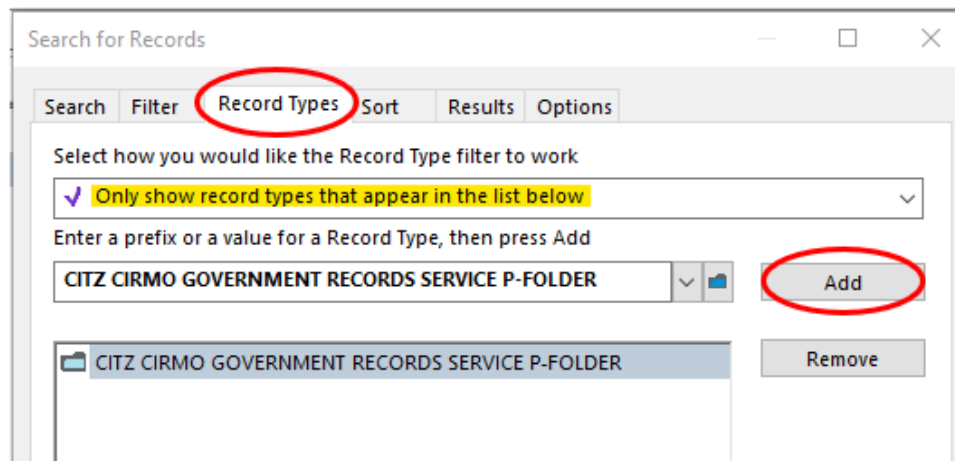 Search for Records
Search Filter Record Types Sort Results Options
Select how you would like the Record Type filter to work
Only show record types that appear in the list below
Enter a prefix or a value for a Record Type, then press Add
CITZ CIRMO GOVERNMENT RECORDS SERVICE P-FOLDER Add
CITZ CIRMO GOVERNMENT RECORDS SERVICE P-FOLDER Remove